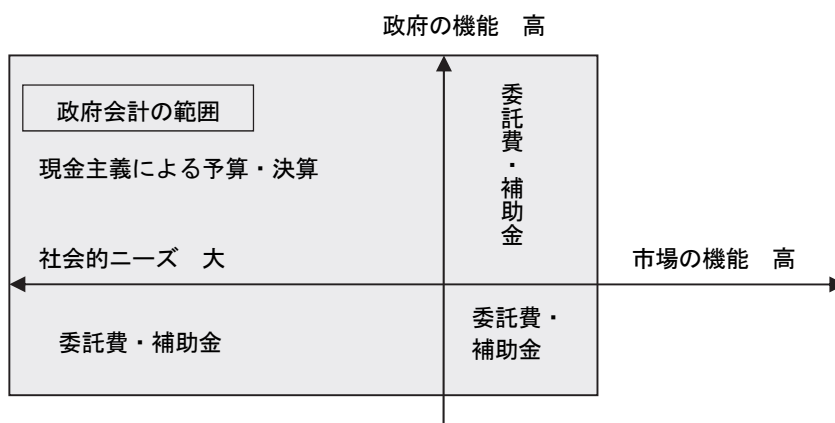 政府の機能　高
政府会計の範囲
現金主義による予算・決算
委託費・補助金
社会的ニーズ　大
市場の機能　高
委託費・補助金
委託費・
補助金